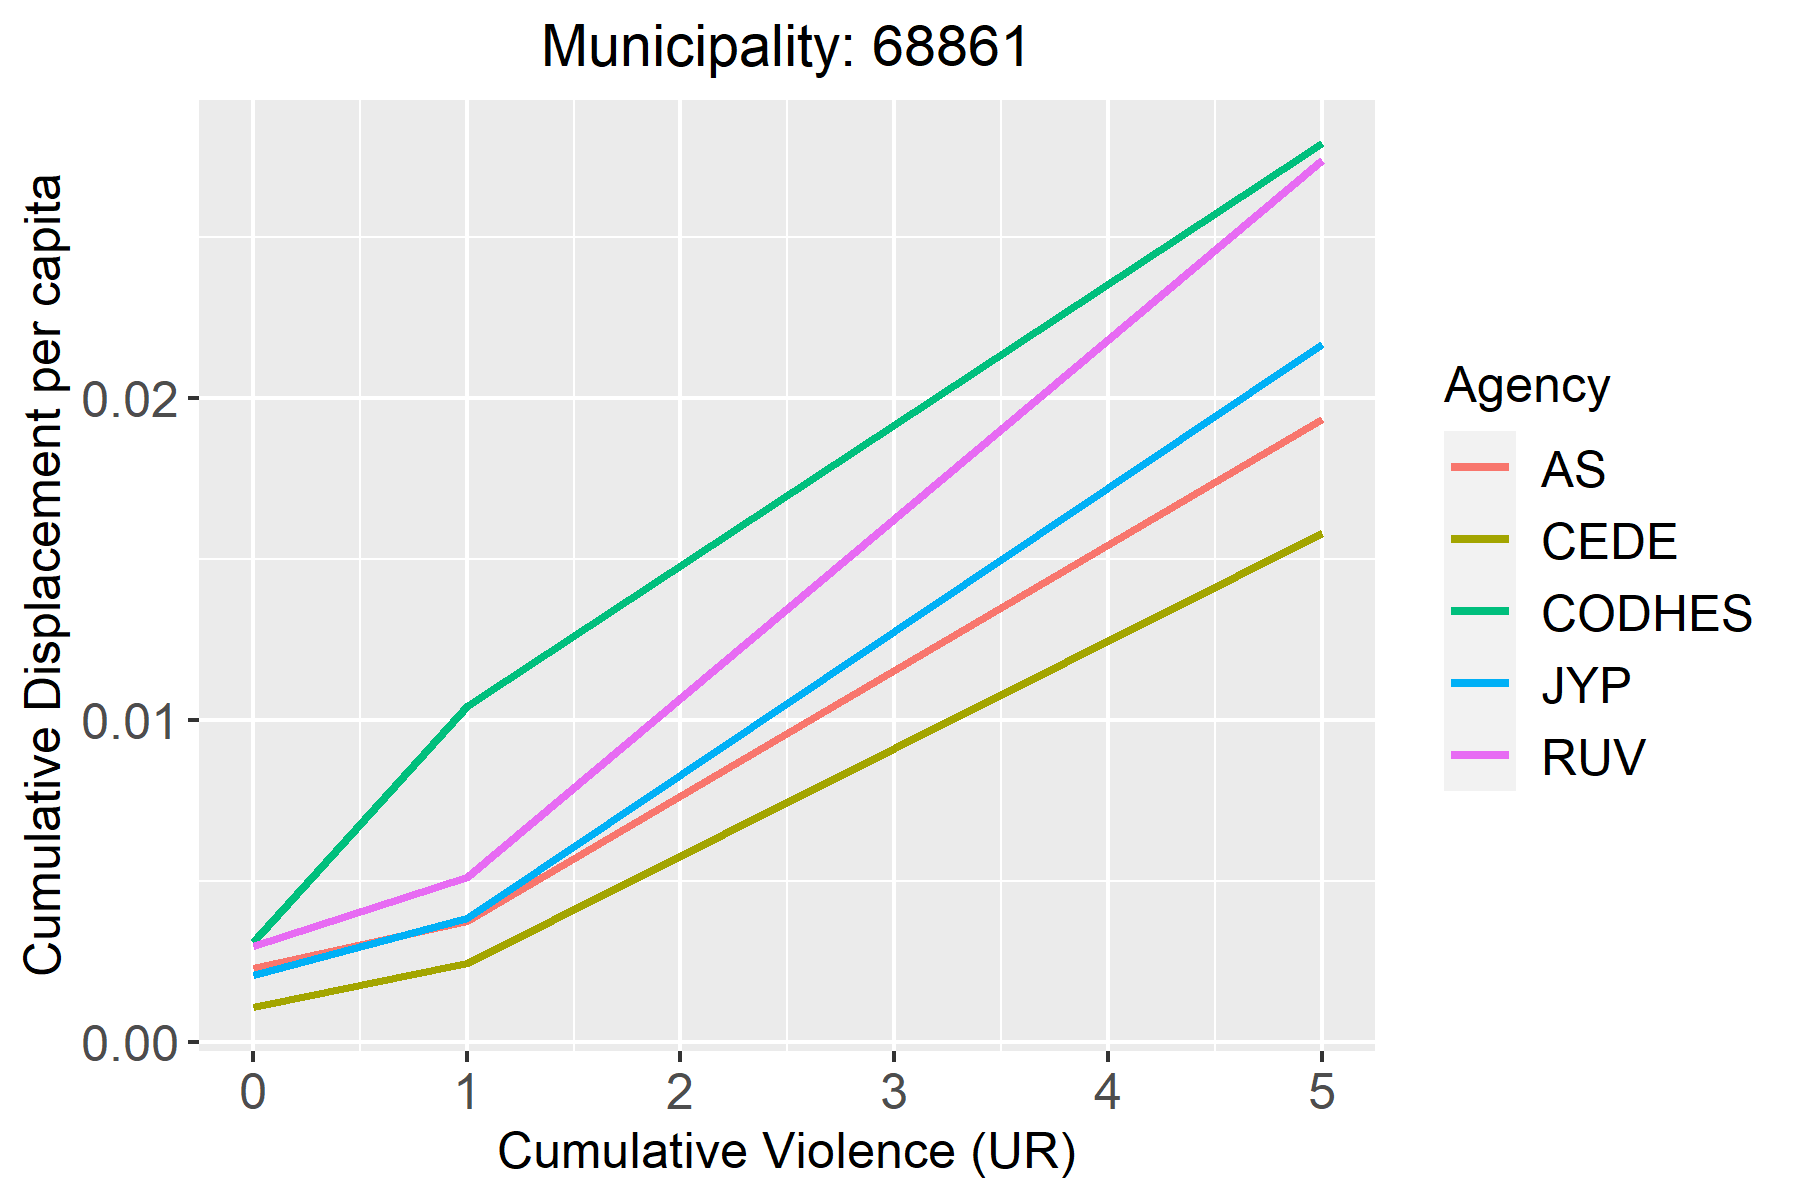 Municipality: 68861
Cumulative Displacement per capita
0.02
0.01
0.00
0 1 2 3 4 5
Cumulative Violence (UR)
Agency
AS
CEDE
CODHES
JYP
RUV